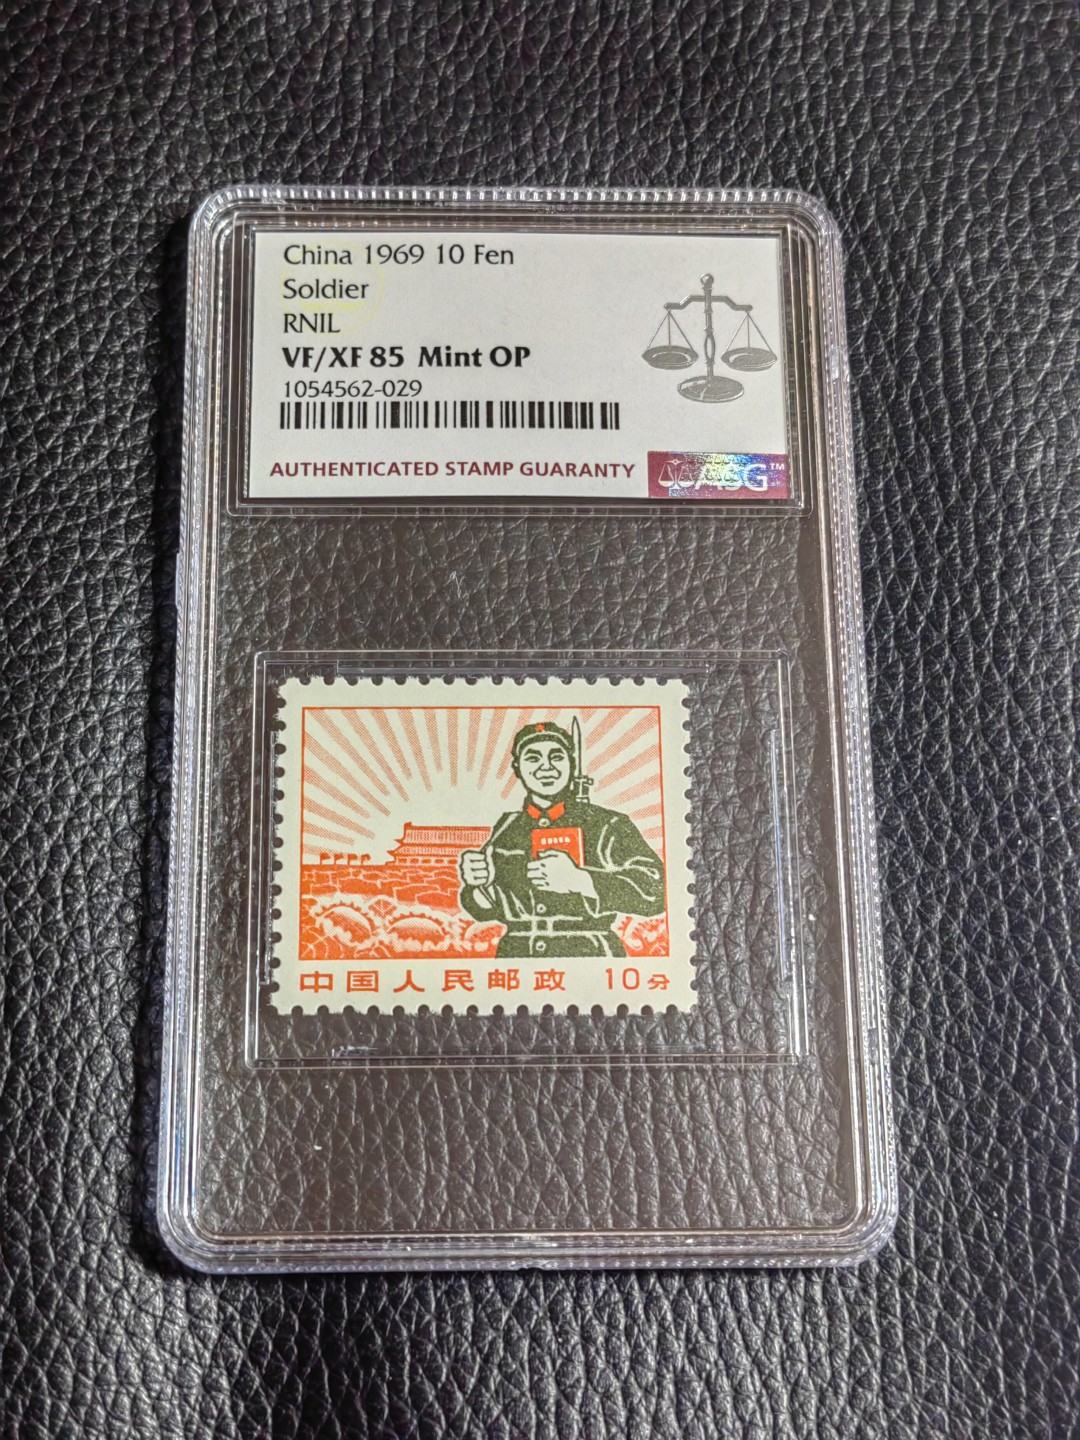 China 1969 10 Fen
Soldier
RNIL
VF/XF 85 Mint OP
1054562-029
AUTHENTICATED STAMP GUARANTY
ASG™
中国人民邮政 10分